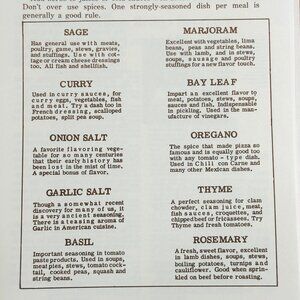 Don't over use spices. One strongly-seasoned dish per meal is
generally a good rule.
SAGE
Has general use with meats,
poultry, game, stews, gravies,
and stuffings. Use with cot-
tage or cream cheese dressings
too. All fish and shellfish.
CURRY
Used in curry sauces, for
curry eggs, vegetables, fish
and meat. Try a dash too in
French dressing, scalloped
potatoes, split pea soup.
ONION SALT
A favorite flavoring vege-
table for so many centuries
that their early history has
been lost in the mist of time.
A special bonus of flavor.
GARLIC SALT
Though a somewhat recent
discovery for many of us, it
is a very ancient seasoning.
There is a teasing aroma of
Garlic in American cuisine.
BASIL
Important seasoning in tomato
paste products, Used in soups,
meat pies, stews, tomato cock-
tail, cooked peas, squash and
string beans.
MARJORAM
Excellent with vegetables, lima
beans, peas and string beans.
Use with lamb, and in stews,
soups, sausage and poultry
stuffings for a new flavor touch.
BAY LEAF
Impart an excellent flavor to
meat, potatoes, stews, soups,
sauces and fish. Indispensable
in pickling. Used in the manu-
facture of vinegars.
OREGANO
The spice that made pizza so
famous and is equally good too
with any tomato - type dish.
Used in Chili con Carne and
many other Mexican dishes.
THYME
A perfect seasoning for clam
chowder, clam juice, meat,
fish sauces, croquettes, and
chipped beef or fricassees. Try
Thyme and fresh tomatoes.
ROSEMARY
A fresh, sweet flavor, excellent
in lamb dishes, soups, stews,
boiling potatoes, turnips and
cauliflower. Good when sprink-
led on beef before roasting.